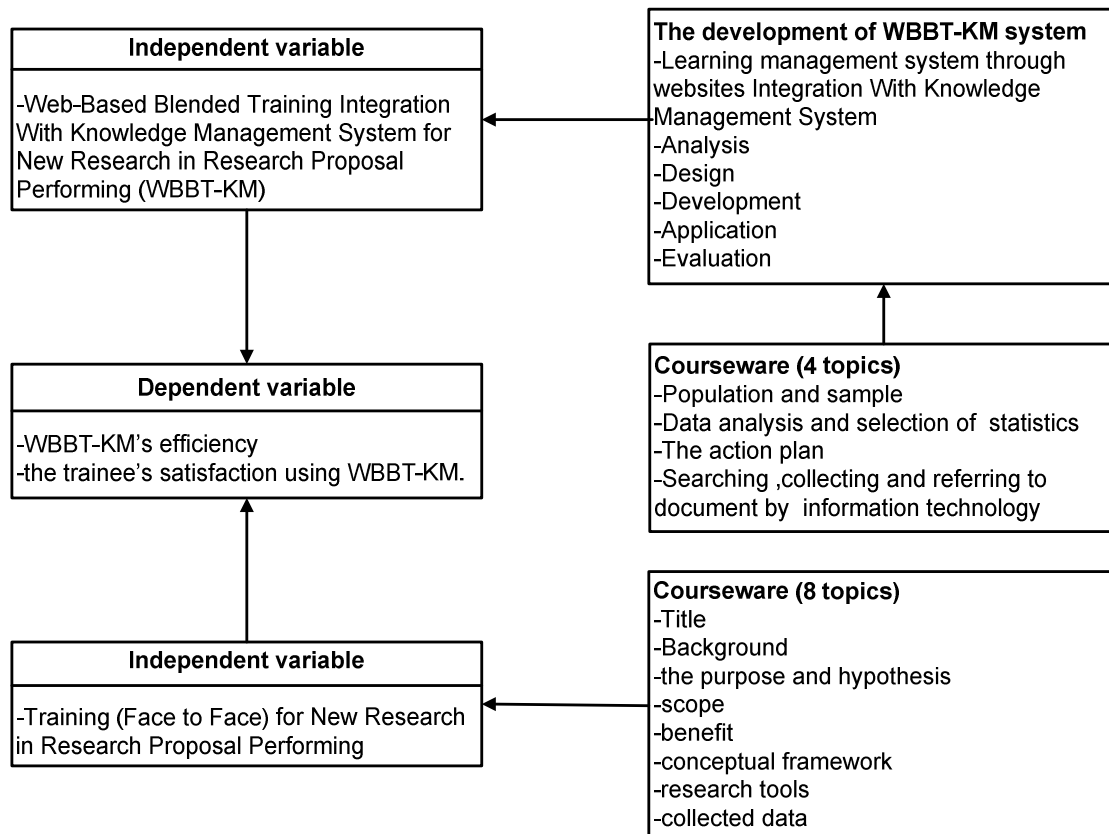 Independent variable
-Web-Based Blended Training Integration
With Knowledge Management System for
New Research in Research Proposal
Performing (WBBT-KM)
The development of WBBT-KM system
-Learning management system through
websites Integration With Knowledge
Management System
-Analysis
-Design
-Development
-Application
-Evaluation
Dependent variable
-WBBT-KM’s efficiency
-the trainee’s satisfaction using WBBT-KM.
Courseware (4 topics)
-Population and sample
-Data analysis and selection of statistics
-The action plan
-Searching ,collecting and referring to
document by information technology
Independent variable
-Training (Face to Face) for New Research
in Research Proposal Performing
Courseware (8 topics)
-Title
-Background
-the purpose and hypothesis
-scope
-benefit
-conceptual framework
-research tools
-collected data